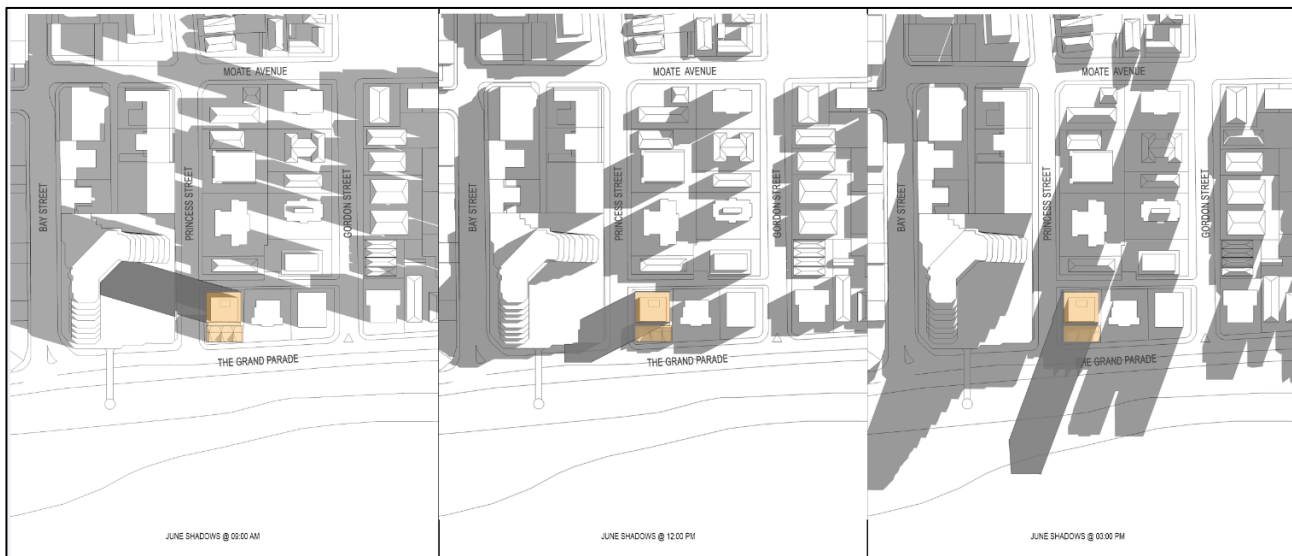 MOATE AVENUE
BAY STREET
PRINCESS STREET
GORDON STREET
THE GRAND PARADE
JUNE SHADOWS @ 09:00 AM
MOATE AVENUE
BAY STREET
PRINCESS STREET
GORDON STREET
THE GRAND PARADE
JUNE SHADOWS @ 12:00 PM
MOATE AVENUE
BAY STREET
PRINCESS STREET
GORDON STREET
THE GRAND PARADE
JUNE SHADOWS @ 03:00 PM